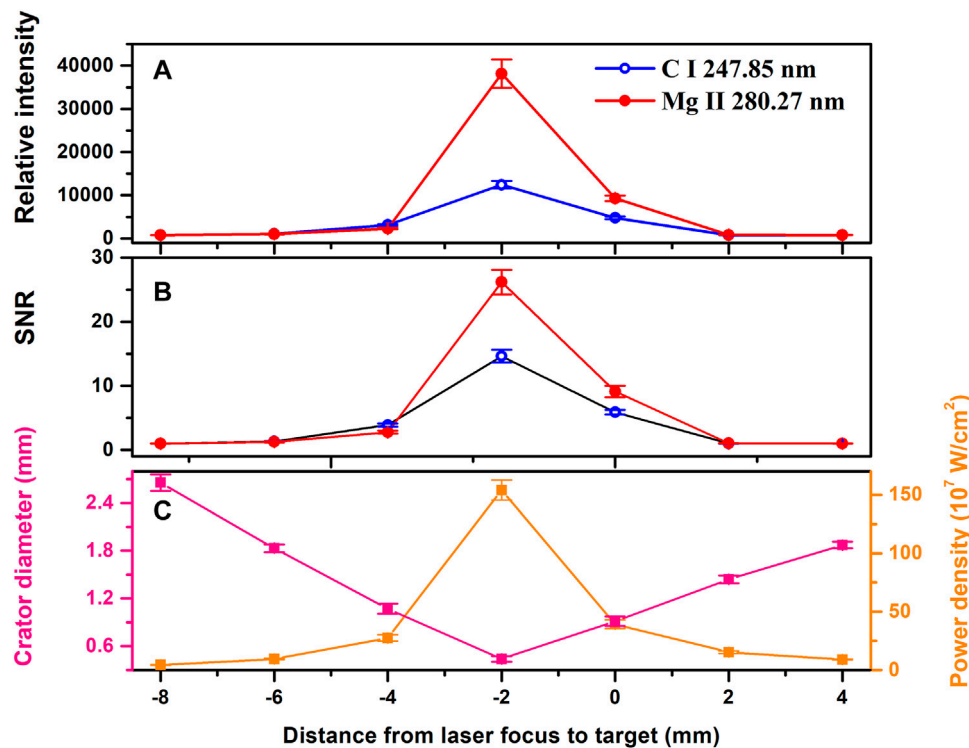 Relative intensity
A
C I 247.85 nm
Mg II 280.27 nm
40000
30000
20000
10000
0
SNR
B
30
20
10
0
Crator diameter (mm)
C
2.4
1.8
1.2
0.6
150
100
50
0
Power density (10⁷ W/cm²)
-8 -6 -4 -2 0 2 4
Distance from laser focus to target (mm)